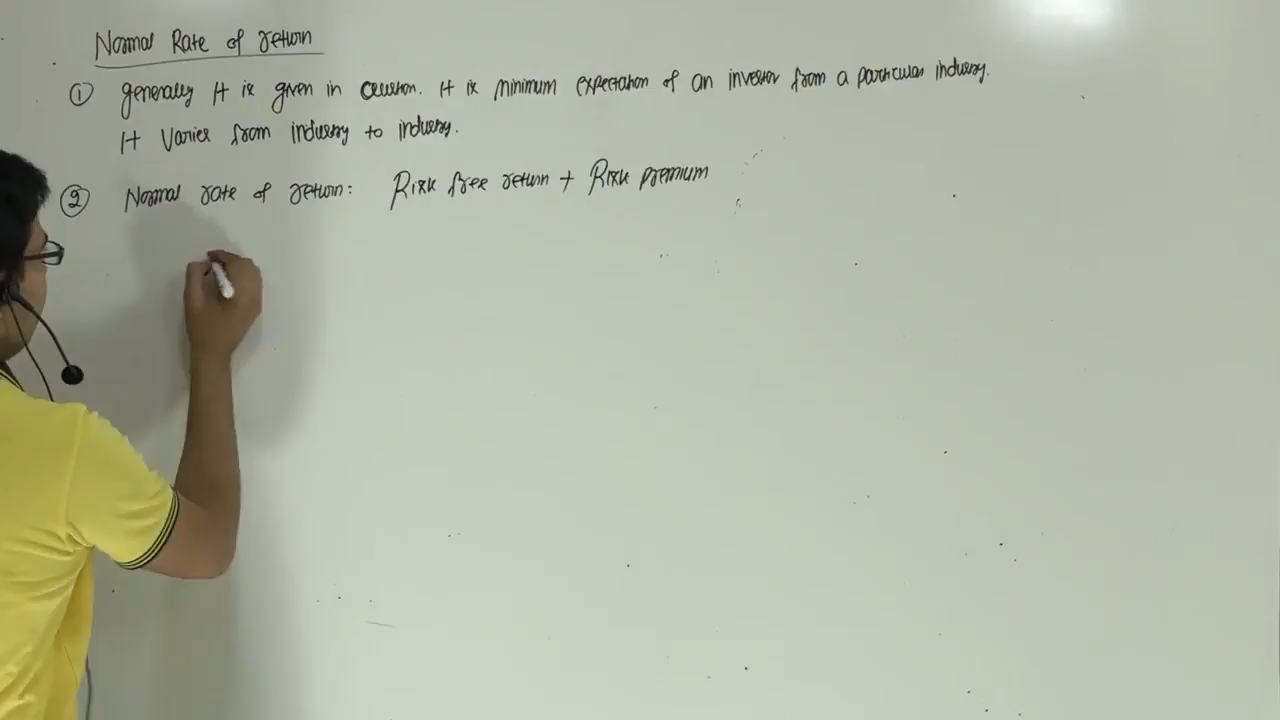 Normal Rate of return
① generally It is given in question. It is minimum expectation of an investor from a particular industry.
It varies from industry to industry.
② Normal rate of return: Risk free return + Risk premium